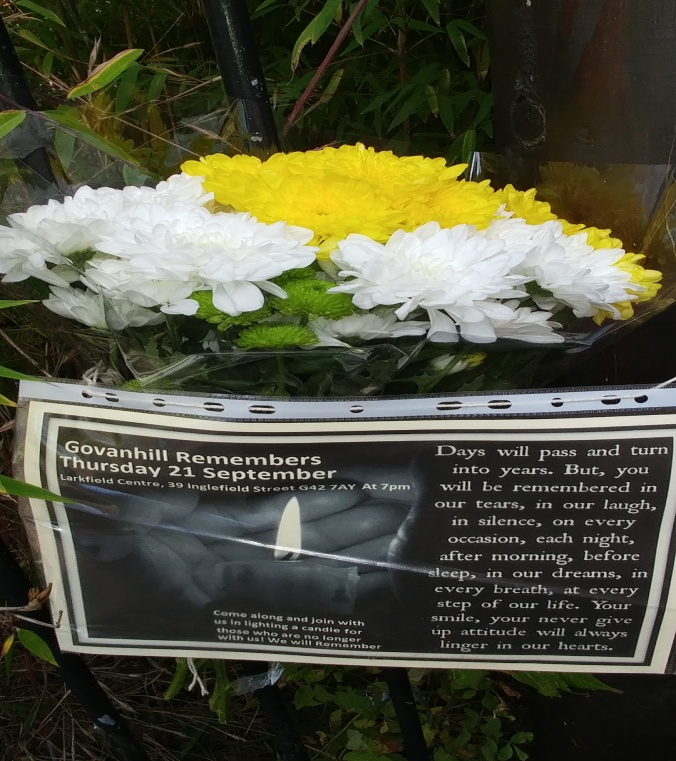 Govanhill Remembers
Thursday 21 September
Larkfield Centre, 39 Inglefield Street G42 7AY At 7pm
Come along and join with
us in lighting a candle for
those who are no longer
with us! We will Remember
Days will pass and turn
into years. But, you
will be remembered in
our tears, in our laugh,
in silence, on every
occasion, each night,
after morning, before
sleep, in our dreams, in
every breath, at every
step of our life. Your
smile, your never give
up attitude will always
linger in our hearts.